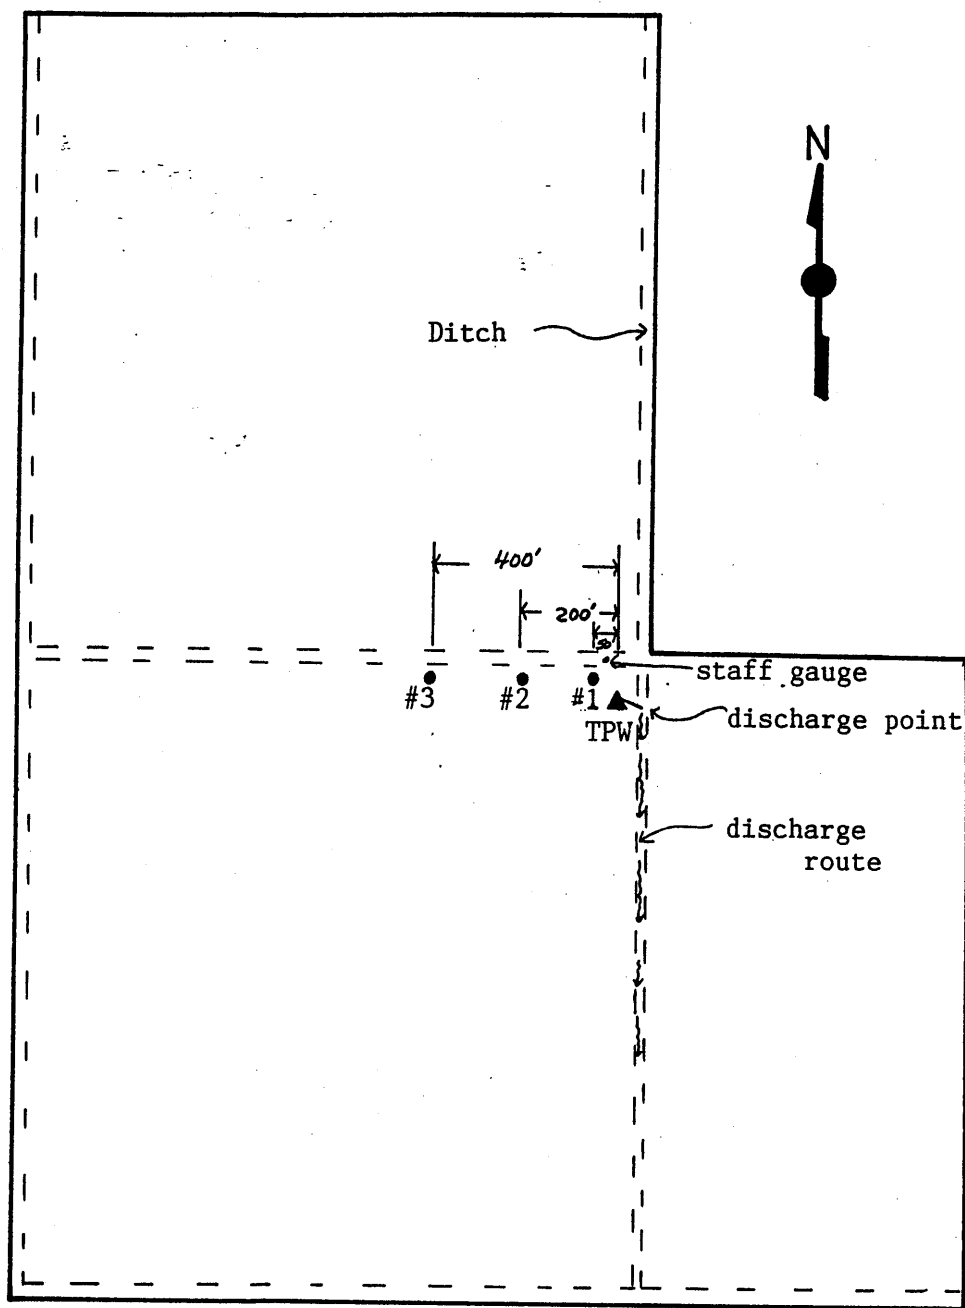 N
Ditch
400'
200'
50'
staff gauge
#3
#2
#1
discharge point
TPW
discharge
route